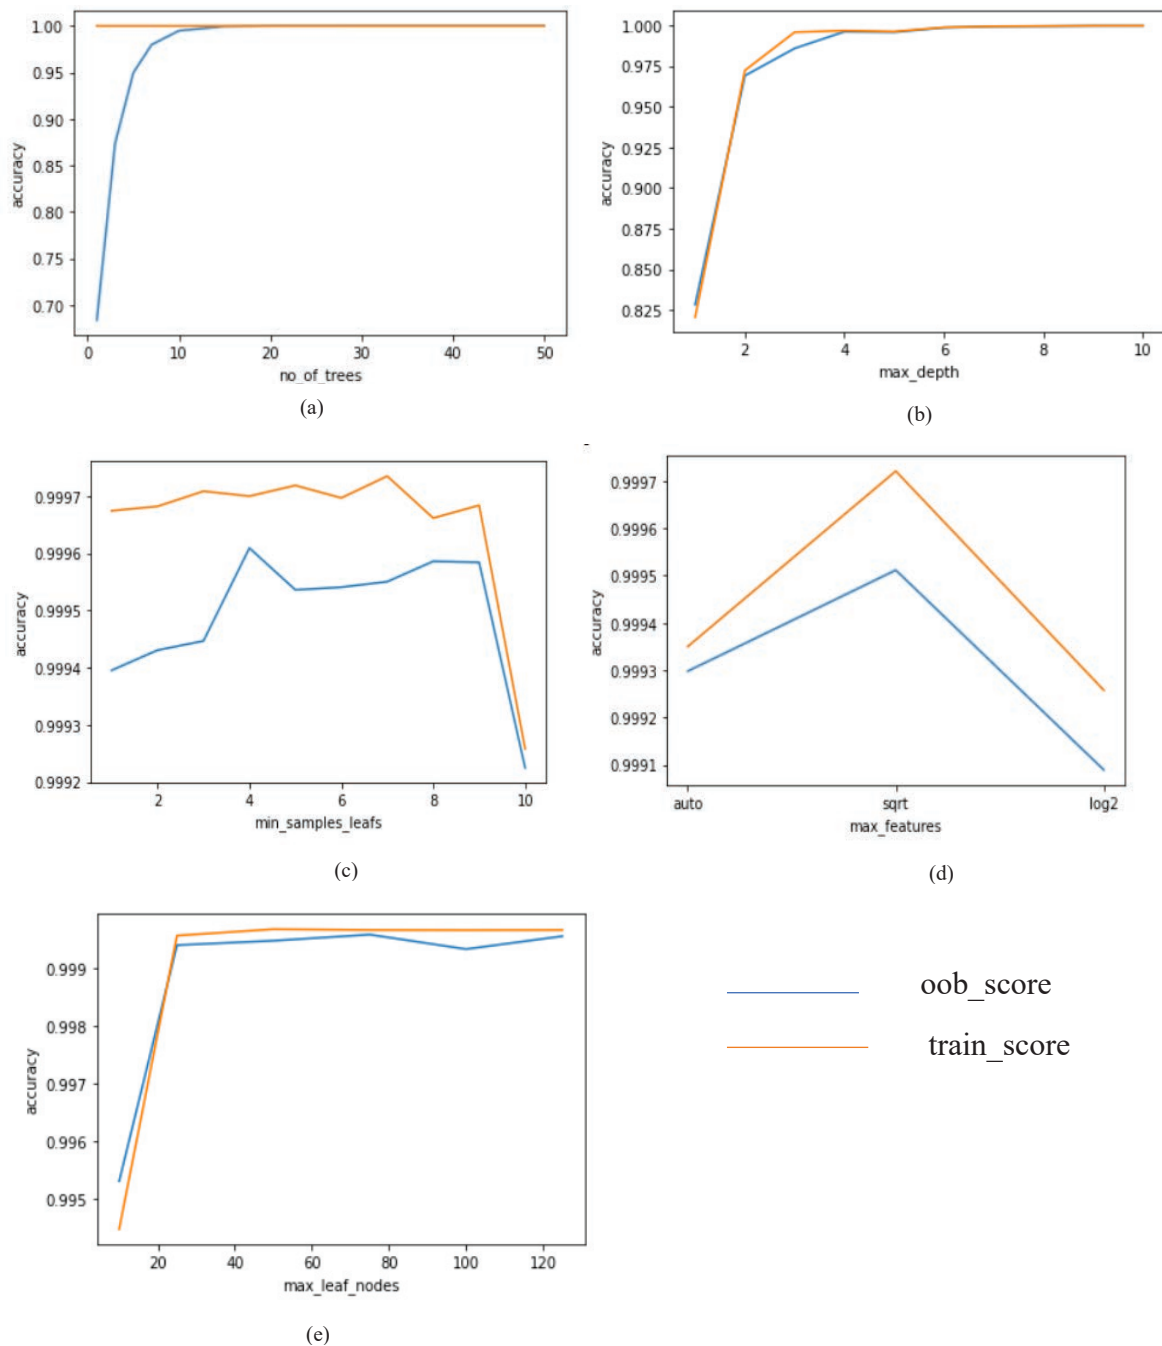 1.00
0.95
0.90
0.85
0.80
0.75
0.70
accuracy
0 10 20 30 40 50
no_of_trees
(a)
1.000
0.975
0.950
0.925
0.900
0.875
0.850
0.825
accuracy
2 4 6 8 10
max_depth
(b)
0.9997
0.9996
0.9995
0.9994
0.9993
0.9992
accuracy
2 4 6 8 10
min_samples_leafs
(c)
0.9997
0.9996
0.9995
0.9994
0.9993
0.9992
0.9991
accuracy
auto sqrt log2
max_features
(d)
0.999
0.998
0.997
0.996
0.995
accuracy
20 40 60 80 100 120
max_leaf_nodes
(e)
oob_score
train_score